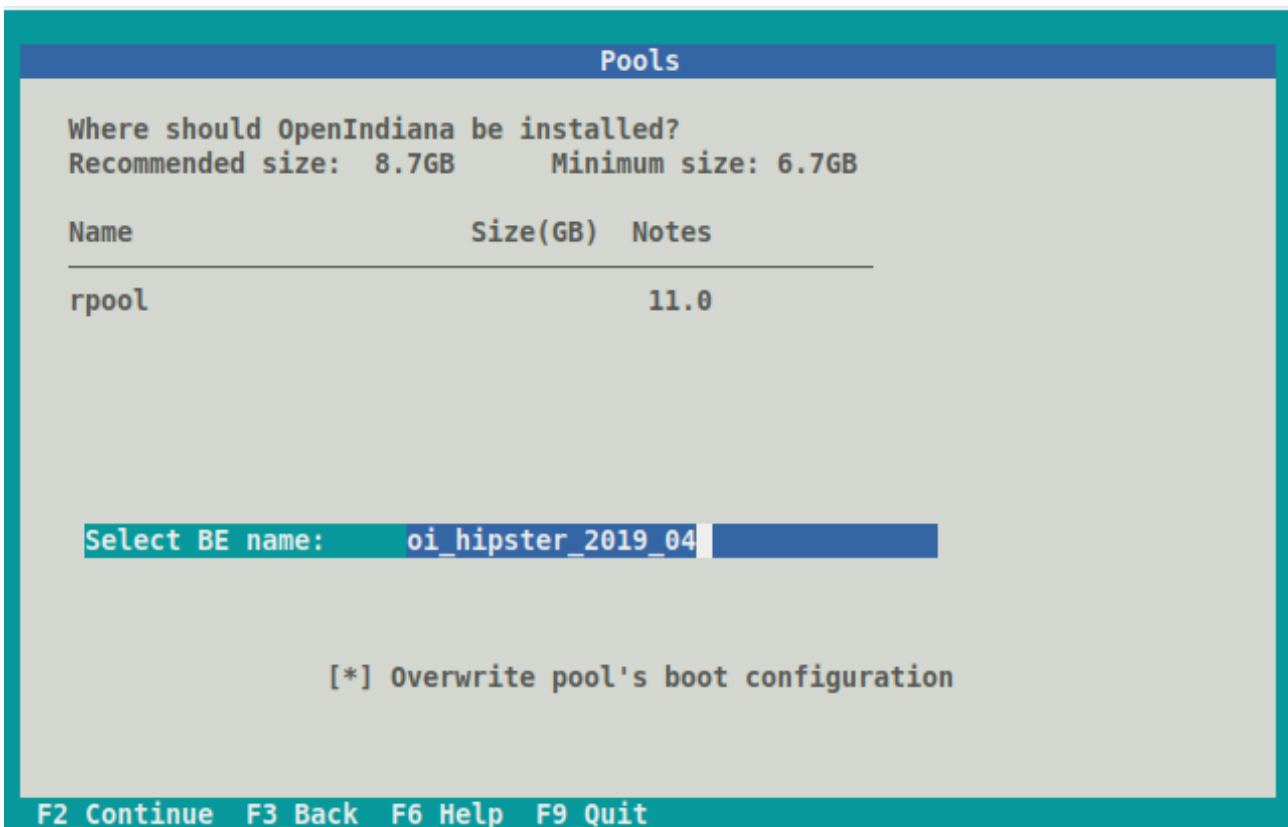 Pools
Where should OpenIndiana be installed?
Recommended size:  8.7GB      Minimum size: 6.7GB
Name                     Size(GB)  Notes
rpool                               11.0
Select BE name:     oi_hipster_2019_04
[*] Overwrite pool's boot configuration
F2 Continue  F3 Back  F6 Help  F9 Quit